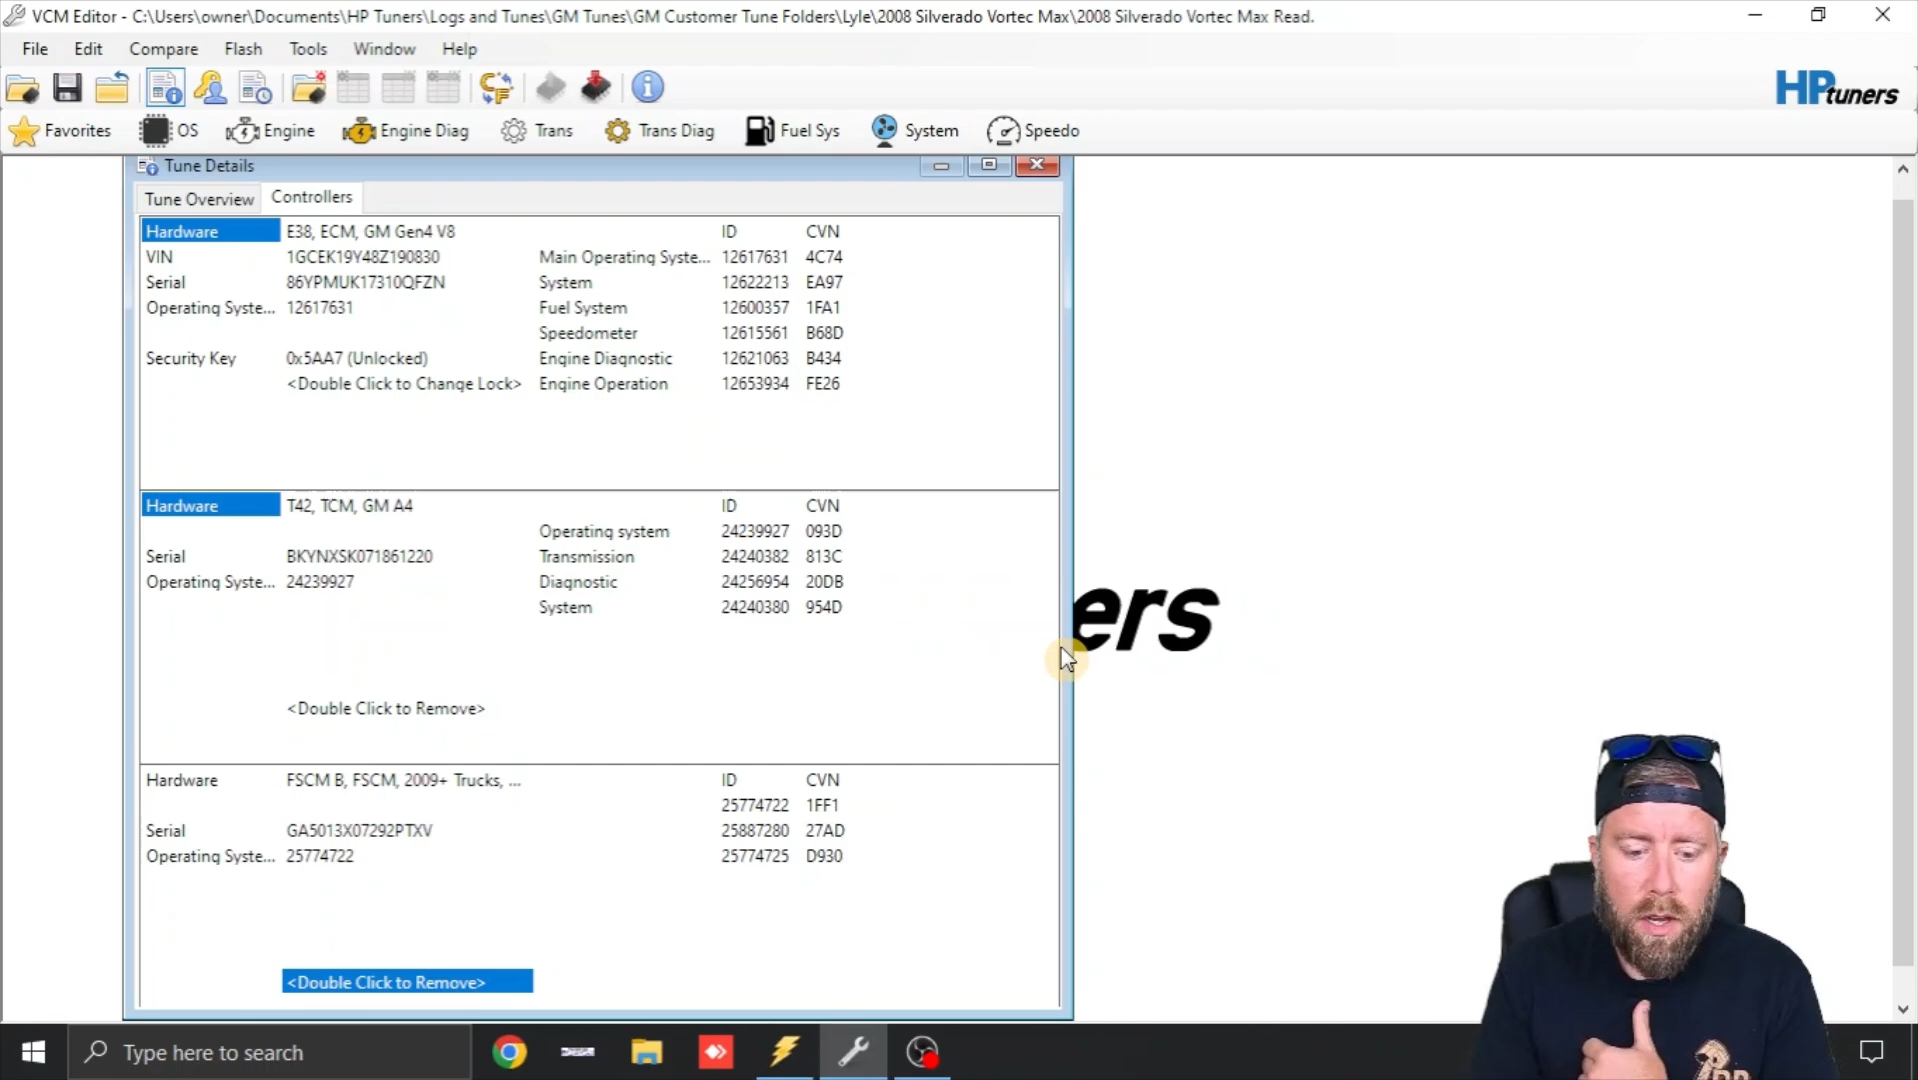 VCM Editor - C:\Users\owner\Documents\HP Tuners\Logs and Tunes\GM Tunes\GM Customer Tune Folders\Lyle\2008 Silverado Vortec Max\2008 Silverado Vortec Max Read.
File Edit Compare Flash Tools Window Help
HP tuners
Favorites OS Engine Engine Diag Trans Trans Diag Fuel Sys System Speedo
Tune Details
Tune Overview Controllers
Hardware E38, ECM, GM Gen4 V8 ID CVN
VIN 1GCEK19Y48Z190830 Main Operating Syste... 12617631 4C74
Serial 86YPMUK17310QFZN System 12622213 EA97
Operating Syste... 12617631 Fuel System 12600357 1FA1
Speedometer 12615561 B68D
Security Key 0x5AA7 (Unlocked) Engine Diagnostic 12621063 B434
<Double Click to Change Lock> Engine Operation 12653934 FE26
Hardware T42, TCM, GM A4 ID CVN
Operating system 24239927 093D
Serial BKYNXSK071861220 Transmission 24240382 813C
Operating Syste... 24239927 Diagnostic 24256954 20DB
System 24240380 954D
ers
<Double Click to Remove>
Hardware FSCM B, FSCM, 2009+ Trucks, ... ID CVN
25774722 1FF1
Serial GA5013X07292PTXV 25887280 27AD
Operating Syste... 25774722 25774725 D930
<Double Click to Remove>
Type here to search